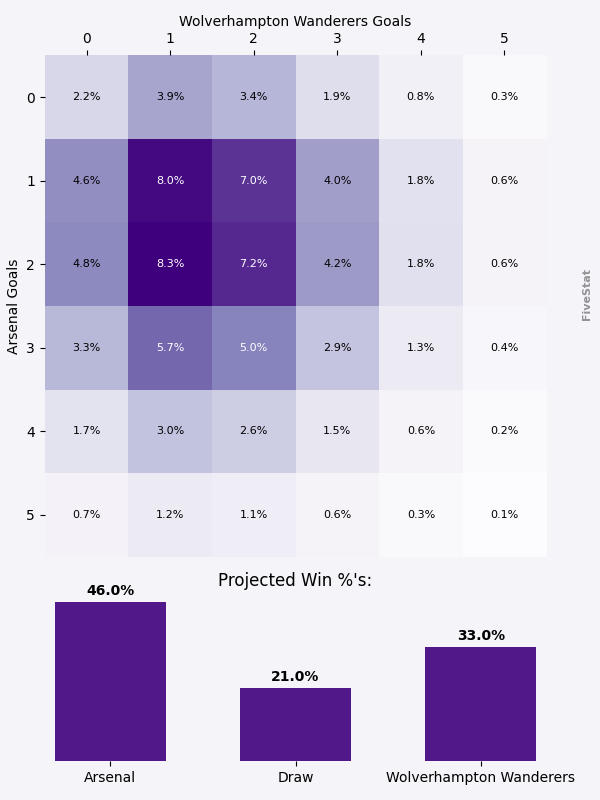 Wolverhampton Wanderers Goals
0 1 2 3 4 5
0 2.2% 3.9% 3.4% 1.9% 0.8% 0.3%
1 4.6% 8.0% 7.0% 4.0% 1.8% 0.6%
2 4.8% 8.3% 7.2% 4.2% 1.8% 0.6%
3 3.3% 5.7% 5.0% 2.9% 1.3% 0.4%
4 1.7% 3.0% 2.6% 1.5% 0.6% 0.2%
5 0.7% 1.2% 1.1% 0.6% 0.3% 0.1%
Arsenal Goals
FiveStat
Projected Win %'s:
46.0% 21.0% 33.0%
Arsenal Draw Wolverhampton Wanderers